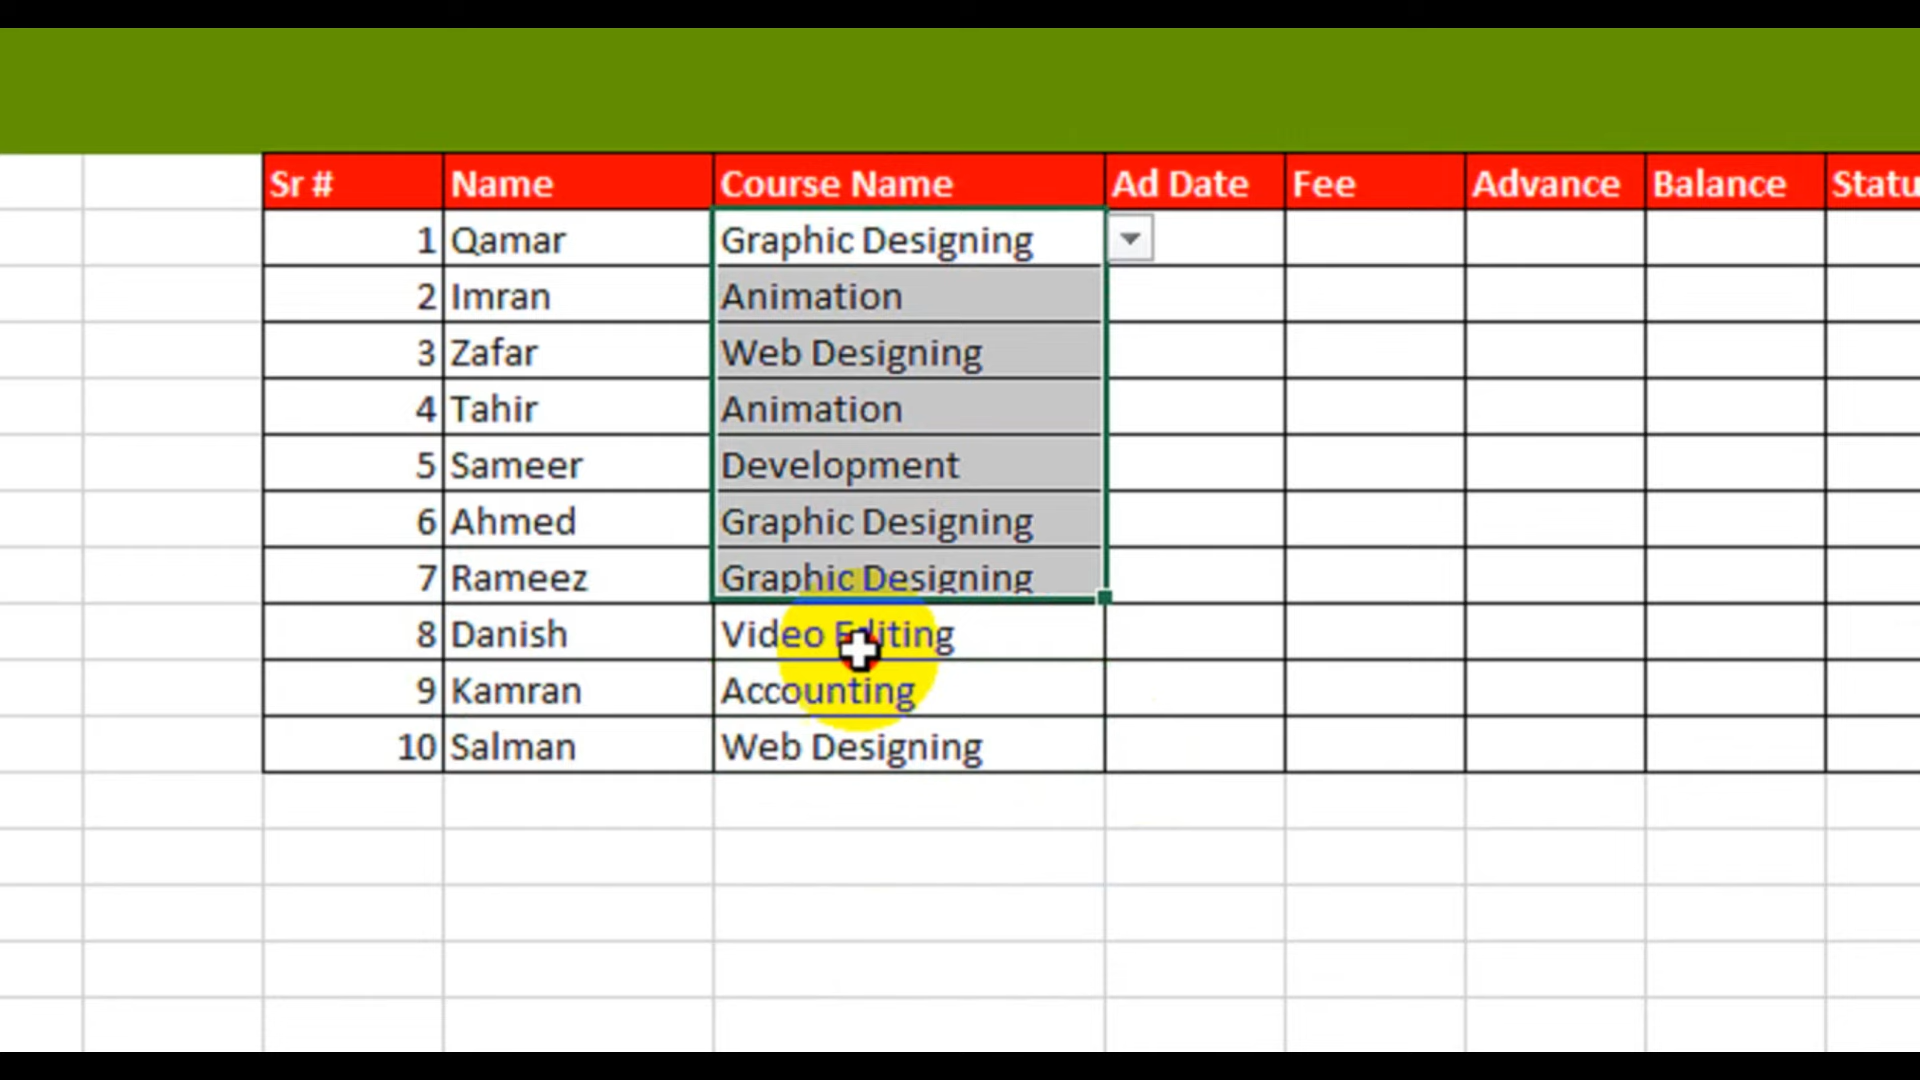 Sr # Name Course Name Ad Date Fee Advance Balance Statu
1 Qamar Graphic Designing
2 Imran Animation
3 Zafar Web Designing
4 Tahir Animation
5 Sameer Development
6 Ahmed Graphic Designing
7 Rameez Graphic Designing
8 Danish Video Editing
9 Kamran Accounting
10 Salman Web Designing